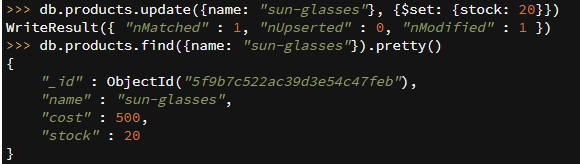 >>> db.products.update({name: "sun-glasses"}, {$set: {stock: 20}})
WriteResult({ "nMatched" : 1, "nUpserted" : 0, "nModified" : 1 })
>>> db.products.find({name: "sun-glasses"}).pretty()
{
    "_id" : ObjectId("5f9b7c522ac39d3e54c47feb"),
    "name" : "sun-glasses",
    "cost" : 500,
    "stock" : 20
}